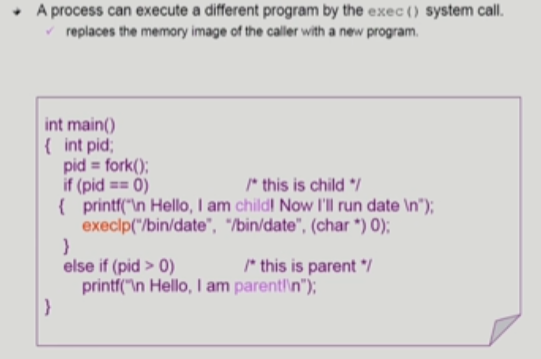 A process can execute a different program by the exec() system call.
✓ replaces the memory image of the caller with a new program.
int main()
{ int pid;
pid = fork();
if (pid == 0) /* this is child */
{ printf("\n Hello, I am child! Now I'll run date \n");
execlp("/bin/date", "/bin/date", (char *) 0);
}
else if (pid > 0) /* this is parent */
printf("\n Hello, I am parent!\n");
}